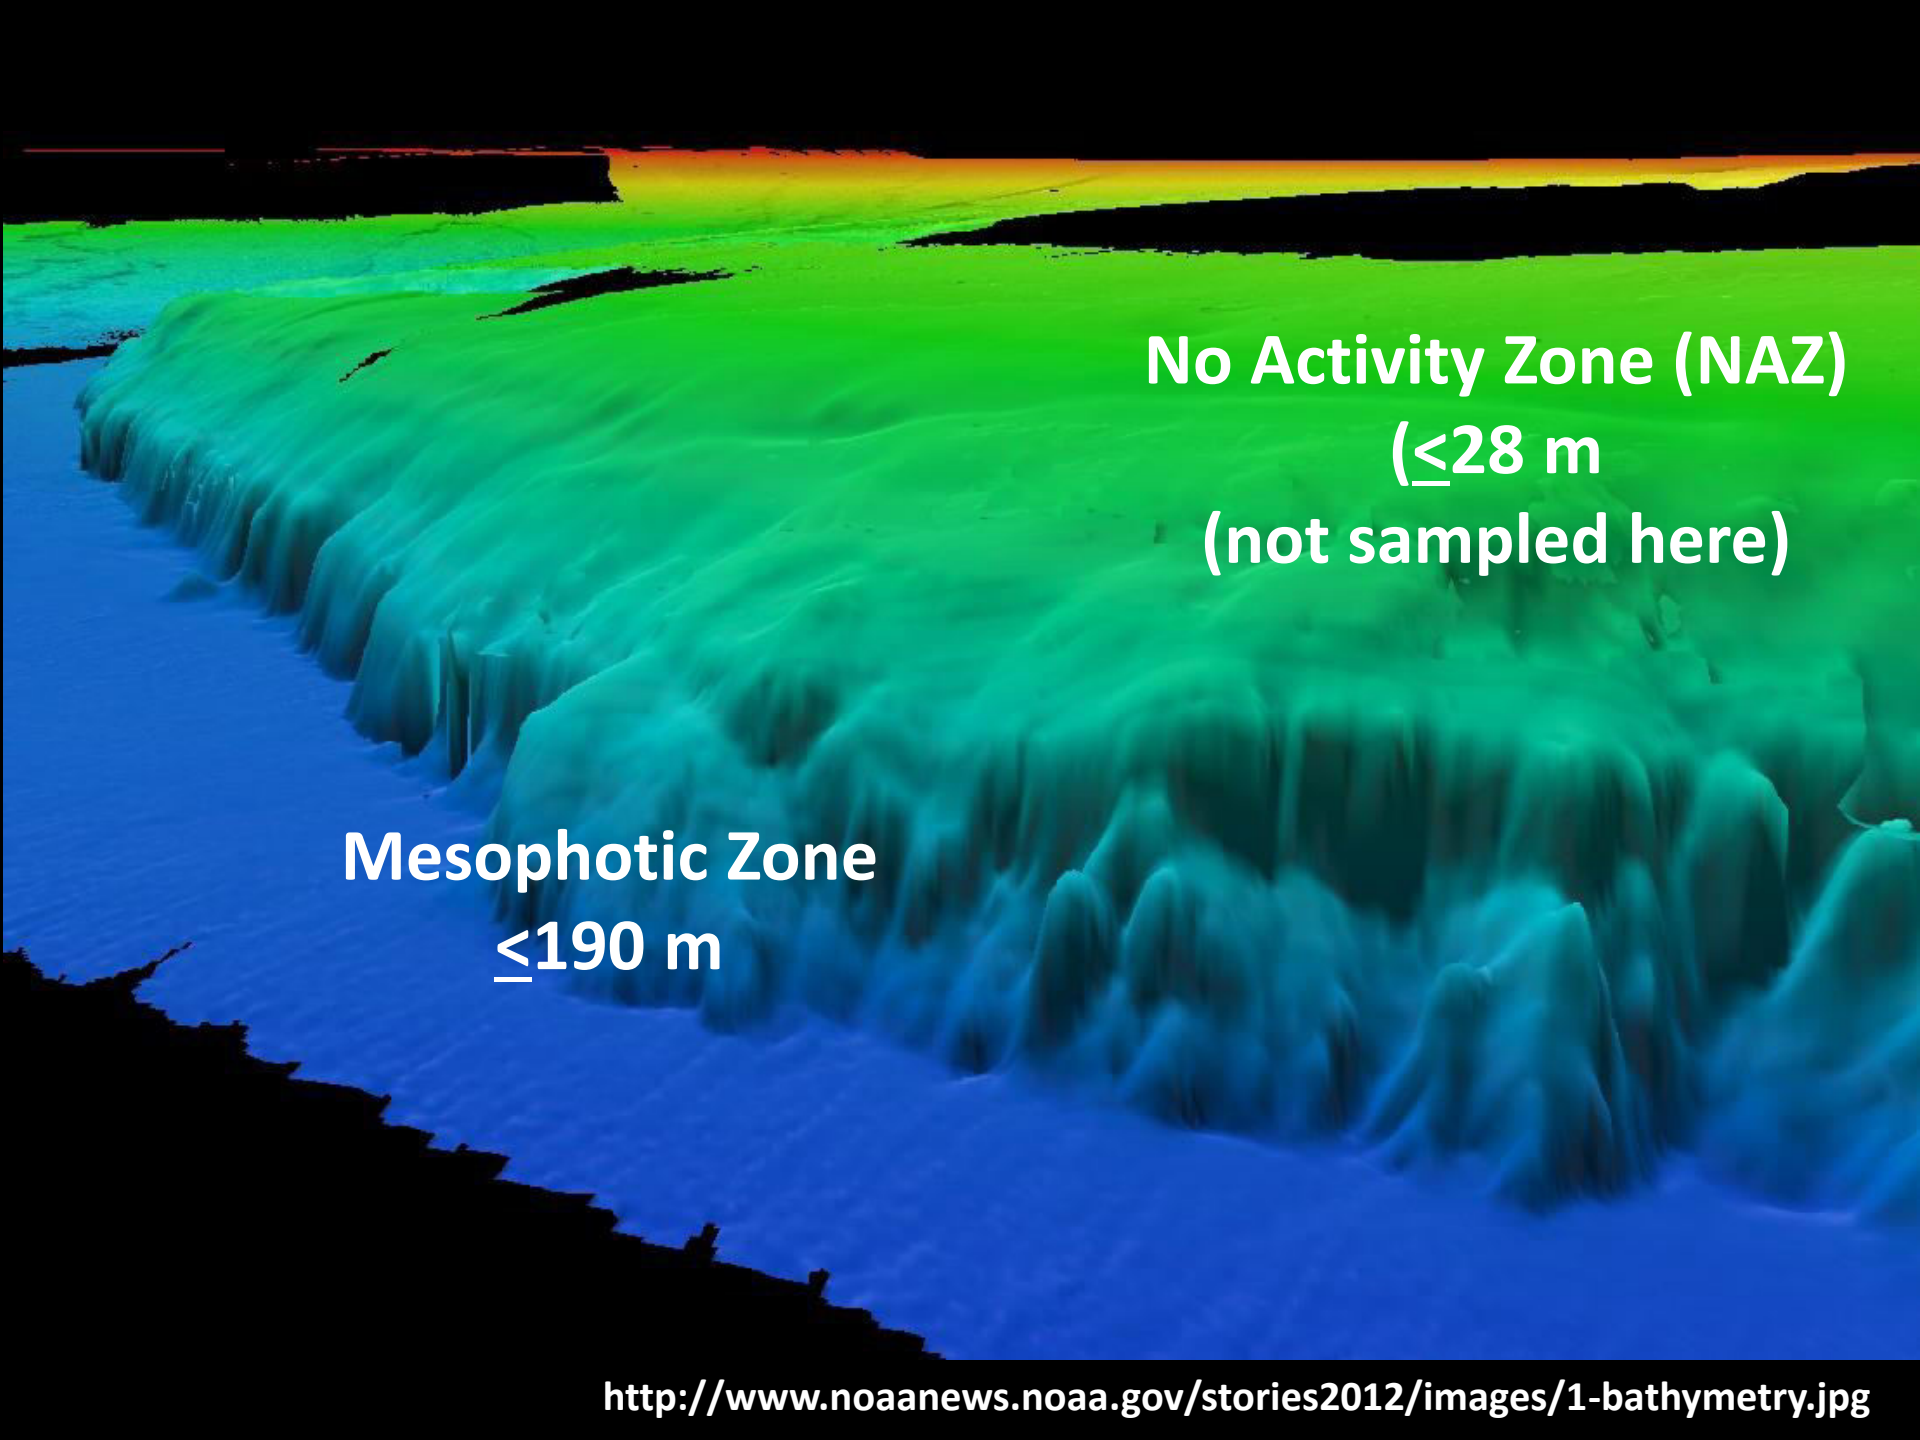 No Activity Zone (NAZ)
(<28 m
(not sampled here)
Mesophotic Zone
<190 m
http://www.noaanews.noaa.gov/stories2012/images/1-bathymetry.jpg